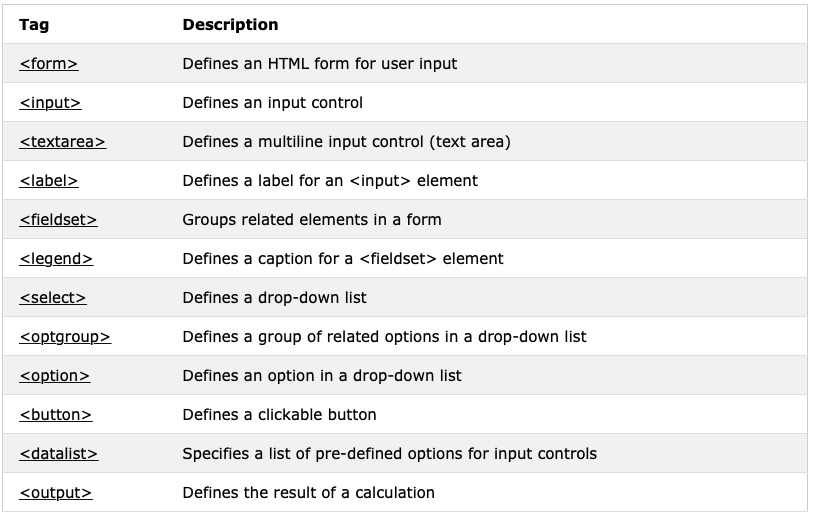 Tag Description
<form> Defines an HTML form for user input
<input> Defines an input control
<textarea> Defines a multiline input control (text area)
<label> Defines a label for an <input> element
<fieldset> Groups related elements in a form
<legend> Defines a caption for a <fieldset> element
<select> Defines a drop-down list
<optgroup> Defines a group of related options in a drop-down list
<option> Defines an option in a drop-down list
<button> Defines a clickable button
<datalist> Specifies a list of pre-defined options for input controls
<output> Defines the result of a calculation